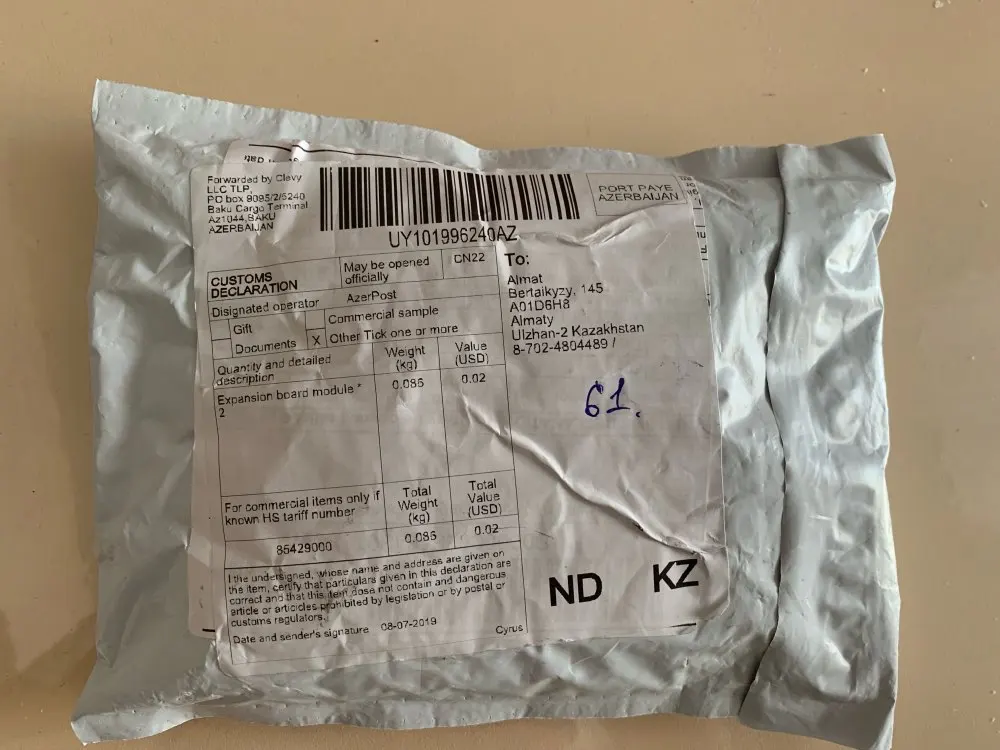 Forwarded by Clevy
LLC TLP,
PO box 9095/2/5240
Baku Cargo Terminal
Az1044,BAKU
AZERBAIJAN
UY101996240AZ
PORT PAYE
AZERBAIJAN
CUSTOMS
DECLARATION
May be opened
officially
CN22
Designated operator
AzerPost
Gift
Commercial sample
Documents
X
Other Tick one or more
Quantity and detailed
description
Weight
(kg)
Value
(USD)
Expansion board module *
2
0.086
0.02
For commercial items only if
known HS tariff number
Total
Weight
(kg)
Total
Value
(USD)
85429000
0.086
0.02
I the undersigned, whose name and address are given on
the item, certify that particulars given in this declaration are
correct and that this item dose not contain and dangerous
article or articicles prohibited by legislation or by postal or
customs regulators.
Date and sender's signature
08-07-2019
Cyrus
To:
Almat
Bertaikyzy, 145
A01D6H8
Almaty
Ulzhan-2 Kazakhstan
8-702-4804489 /
61.
ND
KZ